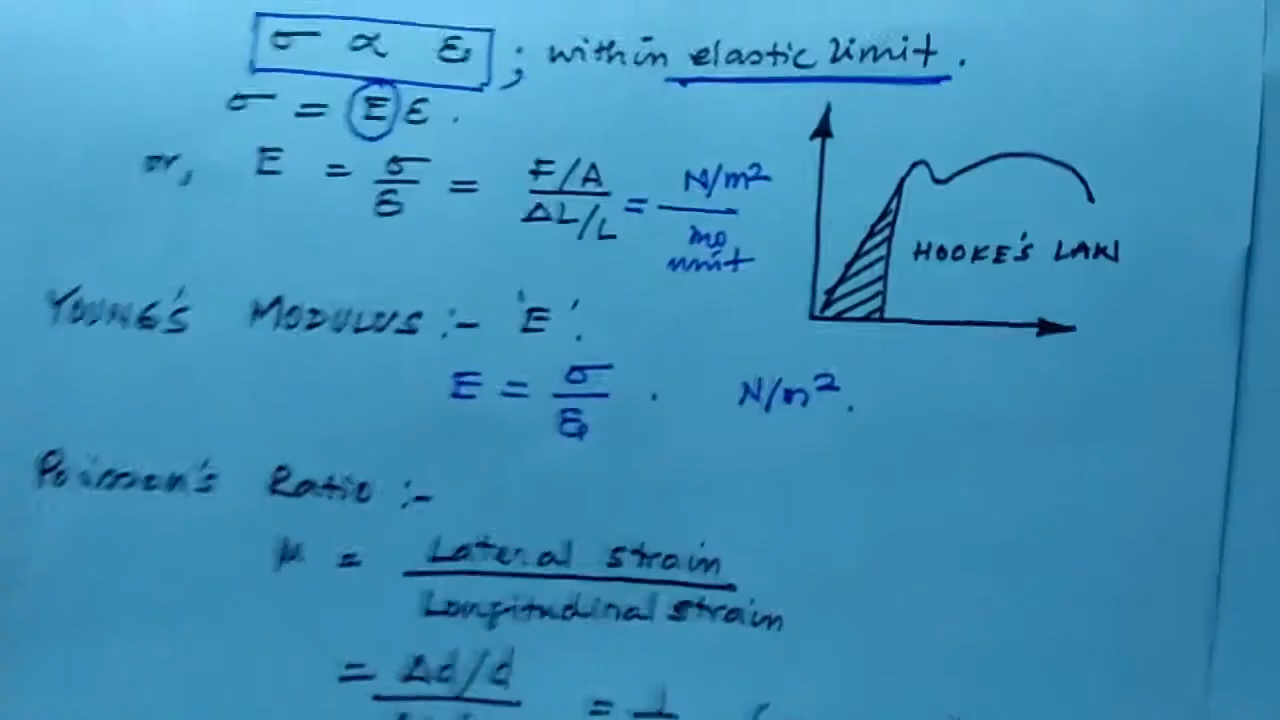 σ ∝ ε ; within elastic limit.
σ = E ε .
or, E = σ/ε = (F/A)/(ΔL/L) = (N/m²)/(no unit)
HOOKE'S LAW
YOUNG'S MODULUS :- 'E'.
E = σ/ε . N/m².
Poisson's Ratio :-
μ = Lateral strain / Longitudinal strain
= Δd/d